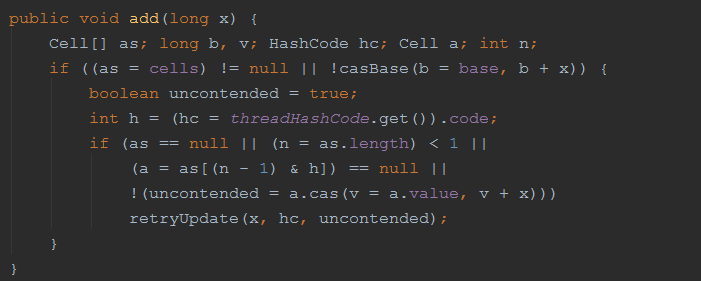 public void add(long x) {
    Cell[] as; long b, v; HashCode hc; Cell a; int n;
    if ((as = cells) != null || !casBase(b = base, b + x)) {
        boolean uncontended = true;
        int h = (hc = threadHashCode.get()).code;
        if (as == null || (n = as.length) < 1 ||
            (a = as[(n - 1) & h]) == null ||
            !(uncontended = a.cas(v = a.value, v + x)))
            retryUpdate(x, hc, uncontended);
    }
}